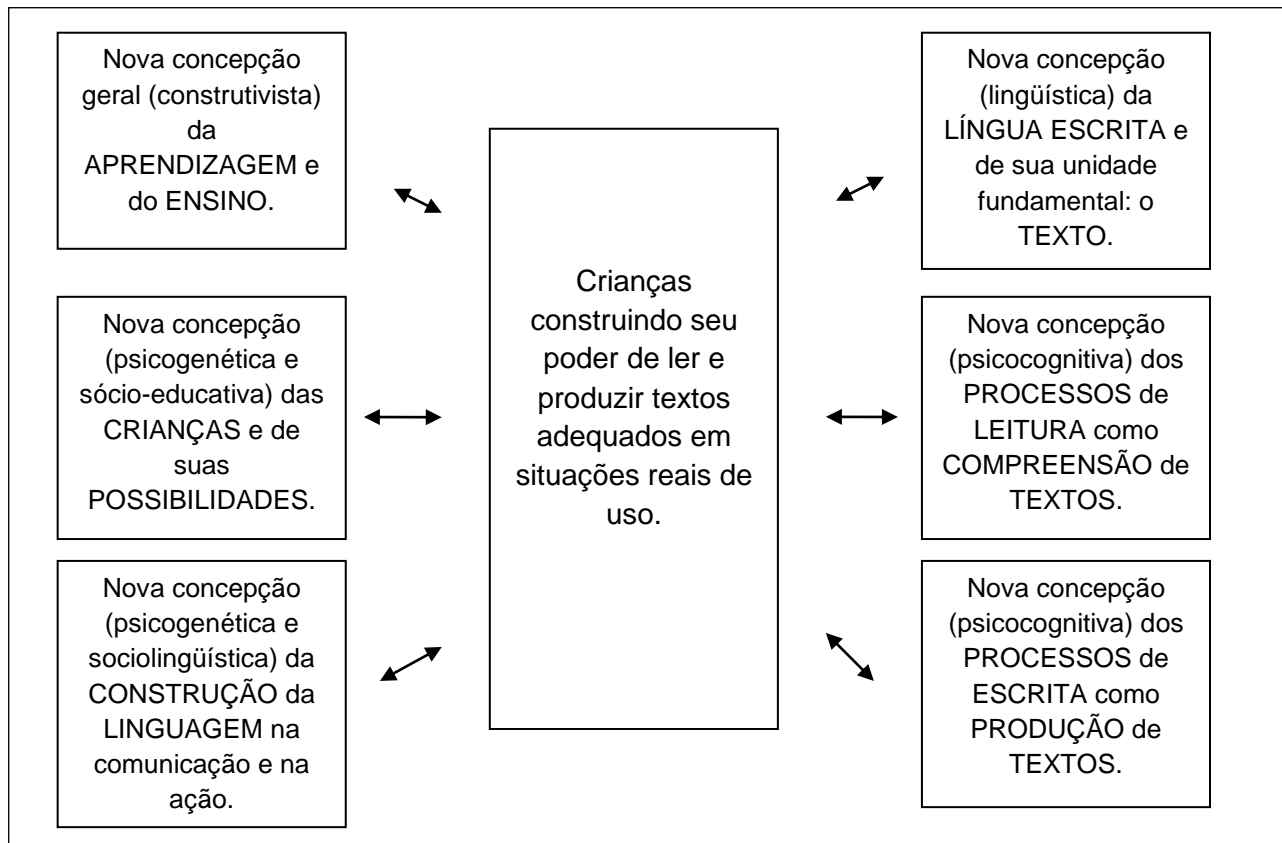 Nova concepção
geral (construtivista)
da
APRENDIZAGEM e
do ENSINO.
Nova concepção
(psicogenética e
sócio-educativa) das
CRIANÇAS e de
suas
POSSIBILIDADES.
Nova concepção
(psicogenética e
sociolingüística) da
CONSTRUÇÃO da
LINGUAGEM na
comunicação e na
ação.
Crianças
construindo seu
poder de ler e
produzir textos
adequados em
situações reais de
uso.
Nova concepção
(lingüística) da
LÍNGUA ESCRITA e
de sua unidade
fundamental: o
TEXTO.
Nova concepção
(psicocognitiva) dos
PROCESSOS de
LEITURA como
COMPREENSÃO de
TEXTOS.
Nova concepção
(psicocognitiva) dos
PROCESSOS de
ESCRITA como
PRODUÇÃO de
TEXTOS.